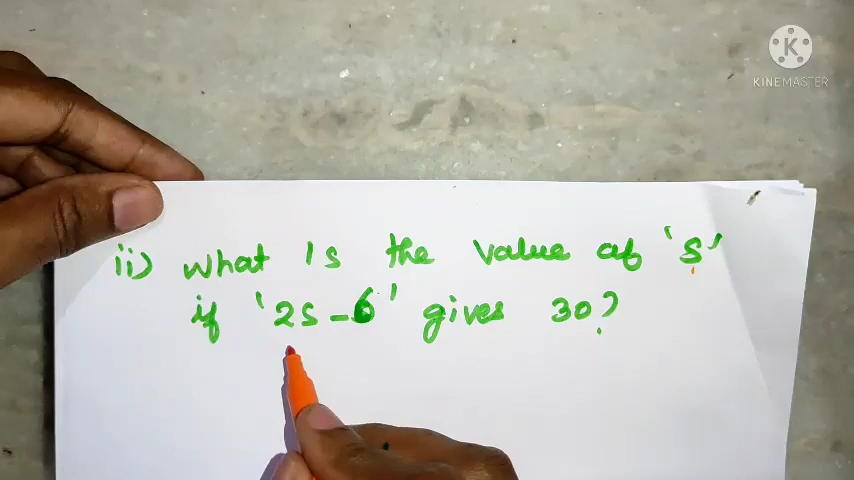 K
KINEMASTER
ii) What is the value of 's'
if '2s-6' gives 30?